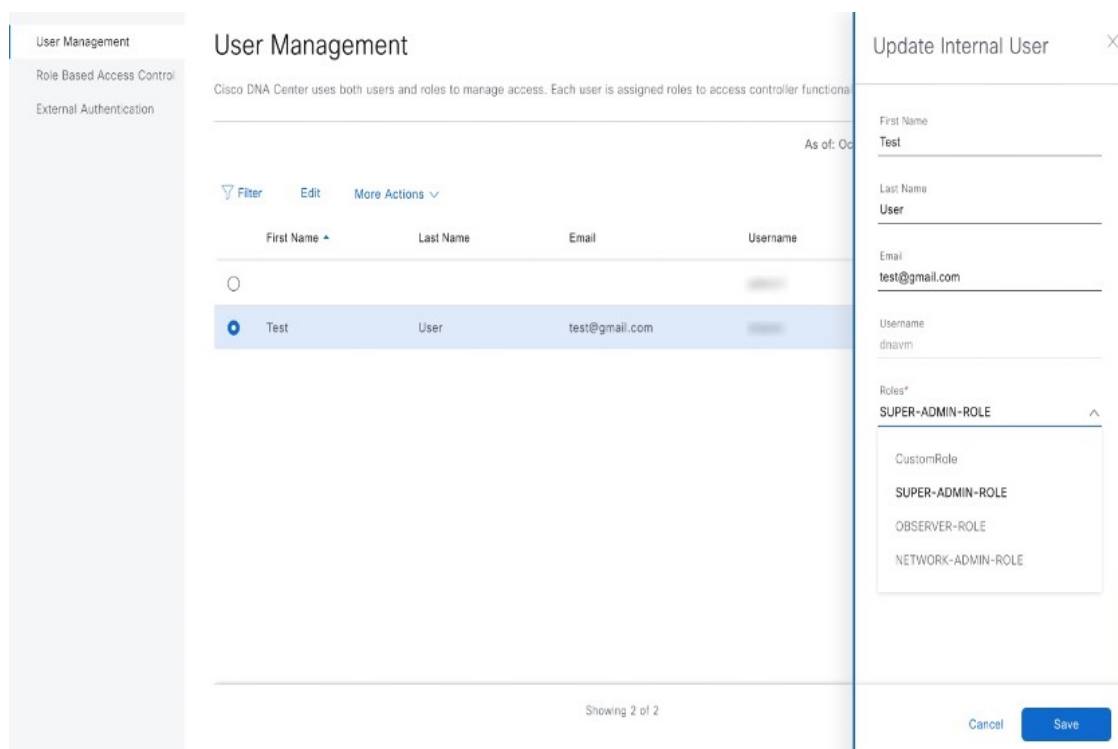 User Management
Role Based Access Control
External Authentication
User Management
Cisco DNA Center uses both users and roles to manage access. Each user is assigned roles to access controller functional
As of: Oc
Filter Edit More Actions
First Name Last Name Email Username
Test User test@gmail.com
Showing 2 of 2
Update Internal User
First Name
Test
Last Name
User
Email
test@gmail.com
Username
dnavm
Roles*
SUPER-ADMIN-ROLE
CustomRole
SUPER-ADMIN-ROLE
OBSERVER-ROLE
NETWORK-ADMIN-ROLE
Cancel Save